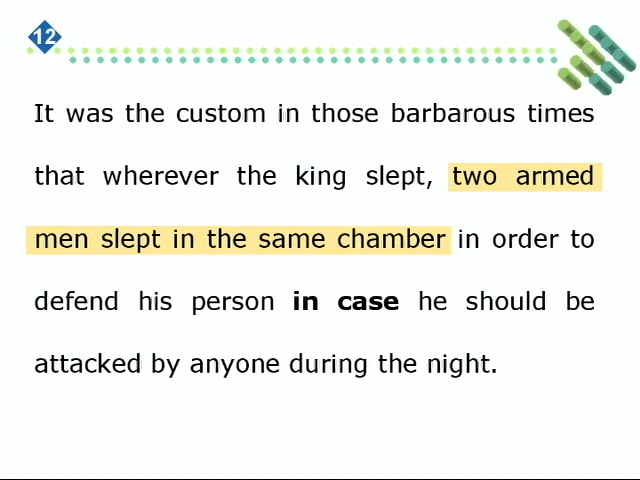 12
It was the custom in those barbarous times
that wherever the king slept, two armed
men slept in the same chamber in order to
defend his person in case he should be
attacked by anyone during the night.